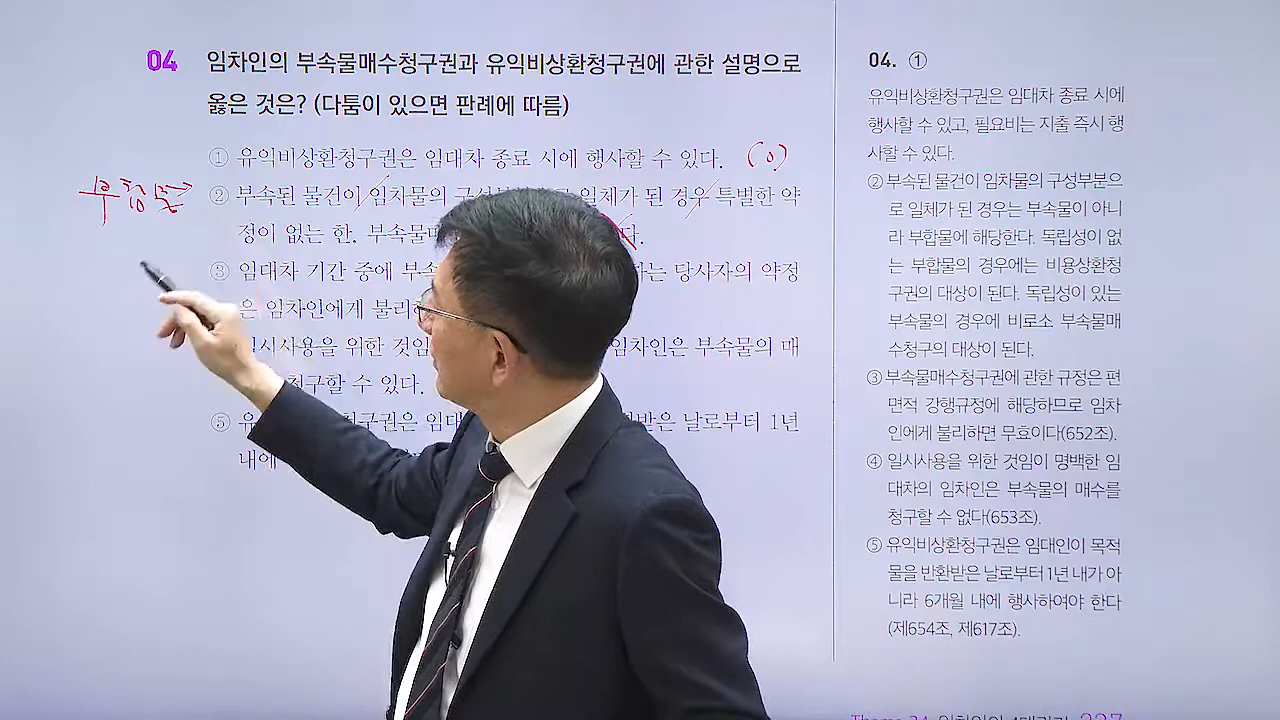 04 임차인의 부속물매수청구권과 유익비상환청구권에 관한 설명으로
옳은 것은? (다툼이 있으면 판례에 따름)
① 유익비상환청구권은 임대차 종료 시에 행사할 수 있다. (O)
② 부속된 물건이 임차물의 구성부분 일체가 된 경우 특별한 약
정이 없는 한, 부속물 다.
③ 임대차 기간 중에 부속 는 당사자의 약정
은 임차인에게 불리
일시사용을 위한 것임 임차인은 부속물의 매
청구할 수 있다.
⑤ 유 청구권은 임대 받은 날로부터 1년
내에
부합물
04. ①
유익비상환청구권은 임대차 종료 시에
행사할 수 있고, 필요비는 지출 즉시 행
사할 수 있다.
② 부속된 물건이 임차물의 구성부분으
로 일체가 된 경우는 부속물이 아니
라 부합물에 해당한다. 독립성이 없
는 부합물의 경우에는 비용상환청
구권의 대상이 된다. 독립성이 있는
부속물의 경우에 비로소 부속물매
수청구의 대상이 된다.
③ 부속물매수청구권에 관한 규정은 편
면적 강행규정에 해당하므로 임차
인에게 불리하면 무효이다(652조).
④ 일시사용을 위한 것임이 명백한 임
대차의 임차인은 부속물의 매수를
청구할 수 없다(653조).
⑤ 유익비상환청구권은 임대인이 목적
물을 반환받은 날로부터 1년 내가 아
니라 6개월 내에 행사하여야 한다
(제654조, 제617조).